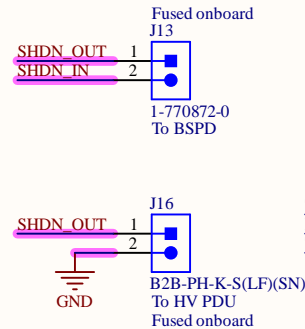 Fused onboard
J13
SHDN_OUT 1
SHDN_IN 2
1-770872-0
To BSPD
J16
SHDN_OUT 1
2
GND
B2B-PH-K-S(LF)(SN)
To HV PDU
Fused onboard